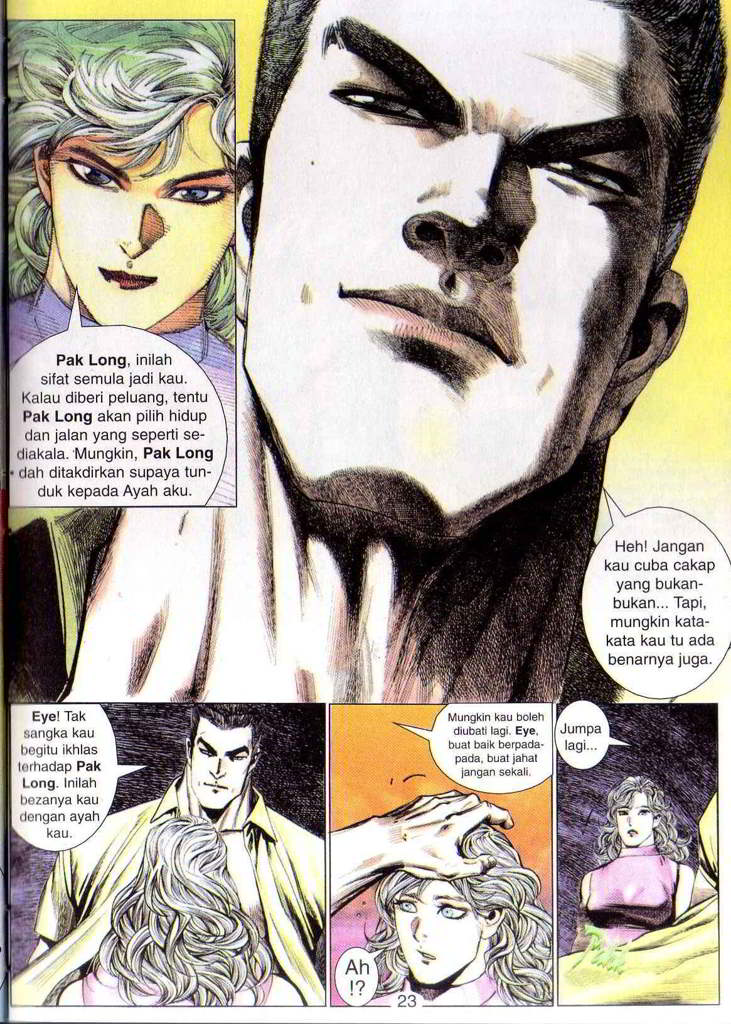 Pak Long, inilah
sifat semula jadi kau.
Kalau diberi peluang, tentu
Pak Long akan pilih hidup
dan jalan yang seperti se-
diakala. Mungkin, Pak Long
dah ditakdirkan supaya tun-
duk kepada Ayah aku.
Heh! Jangan
kau cuba cakap
yang bukan-
bukan... Tapi,
mungkin kata-
kata kau tu ada
benarnya juga.
Eye! Tak
sangka kau
begitu ikhlas
terhadap Pak
Long. Inilah
bezanya kau
dengan ayah
kau.
Mungkin kau boleh
diubati lagi. Eye,
buat baik berpada-
pada, buat jahat
jangan sekali.
Ah
!?
Jumpa
lagi...
23